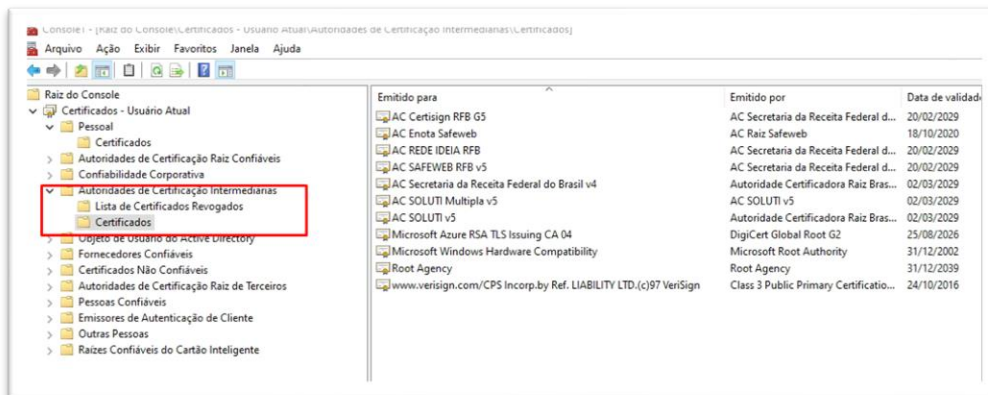 Console1 - [Raiz do Console\Certificados - Usuário Atual\Autoridades de Certificação Intermediárias\Certificados]
Arquivo Ação Exibir Favoritos Janela Ajuda
Raiz do Console
Certificados - Usuário Atual
Pessoal
Certificados
Autoridades de Certificação Raiz Confiáveis
Confiabilidade Corporativa
Autoridades de Certificação Intermediárias
Lista de Certificados Revogados
Certificados
Objeto de Usuário do Active Directory
Fornecedores Confiáveis
Certificados Não Confiáveis
Autoridades de Certificação Raiz de Terceiros
Pessoas Confiáveis
Emissores de Autenticação de Cliente
Outras Pessoas
Raízes Confiáveis do Cartão Inteligente
Emitido para Emitido por Data de validad
AC Certisign RFB G5 AC Secretaria da Receita Federal d... 20/02/2029
AC Enota Safeweb AC Raiz Safeweb 18/10/2020
AC REDE IDEIA RFB AC Secretaria da Receita Federal d... 20/02/2029
AC SAFEWEB RFB v5 AC Secretaria da Receita Federal d... 20/02/2029
AC Secretaria da Receita Federal do Brasil v4 Autoridade Certificadora Raiz Bras... 02/03/2029
AC SOLUTI Multipla v5 AC SOLUTI v5 02/03/2029
AC SOLUTI v5 Autoridade Certificadora Raiz Bras... 02/03/2029
Microsoft Azure RSA TLS Issuing CA 04 DigiCert Global Root G2 25/08/2026
Microsoft Windows Hardware Compatibility Microsoft Root Authority 31/12/2002
Root Agency Root Agency 31/12/2039
www.verisign.com/CPS Incorp.by Ref. LIABILITY LTD.(c)97 VeriSign Class 3 Public Primary Certificatio... 24/10/2016